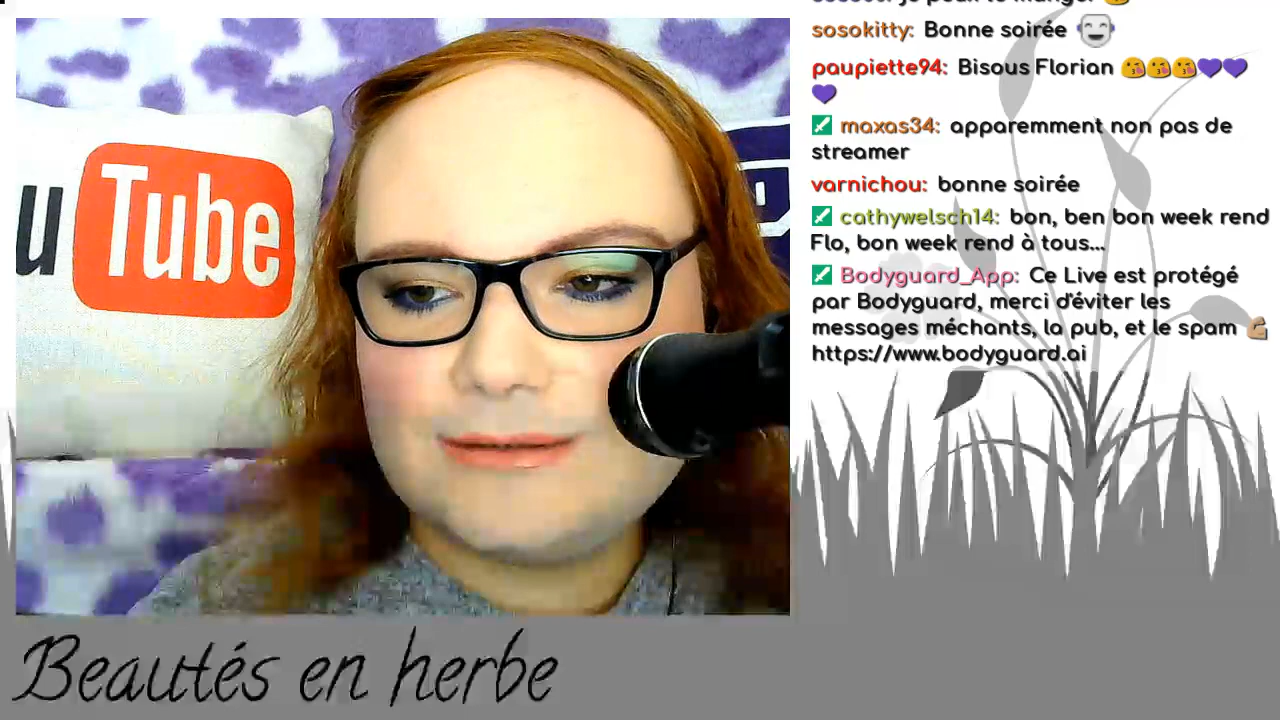 u Tube
sosokitty: Bonne soirée
paupiette94: Bisous Florian 😘😘😘💜💜
💜
maxas34: apparemment non pas de
streamer
varnichou: bonne soirée
cathywelsch14: bon, ben bon week rend
Flo, bon week rend à tous...
Bodyguard_App: Ce Live est protégé
par Bodyguard, merci d'éviter les
messages méchants, la pub, et le spam 💪🏽
https://www.bodyguard.ai
Beautés en herbe